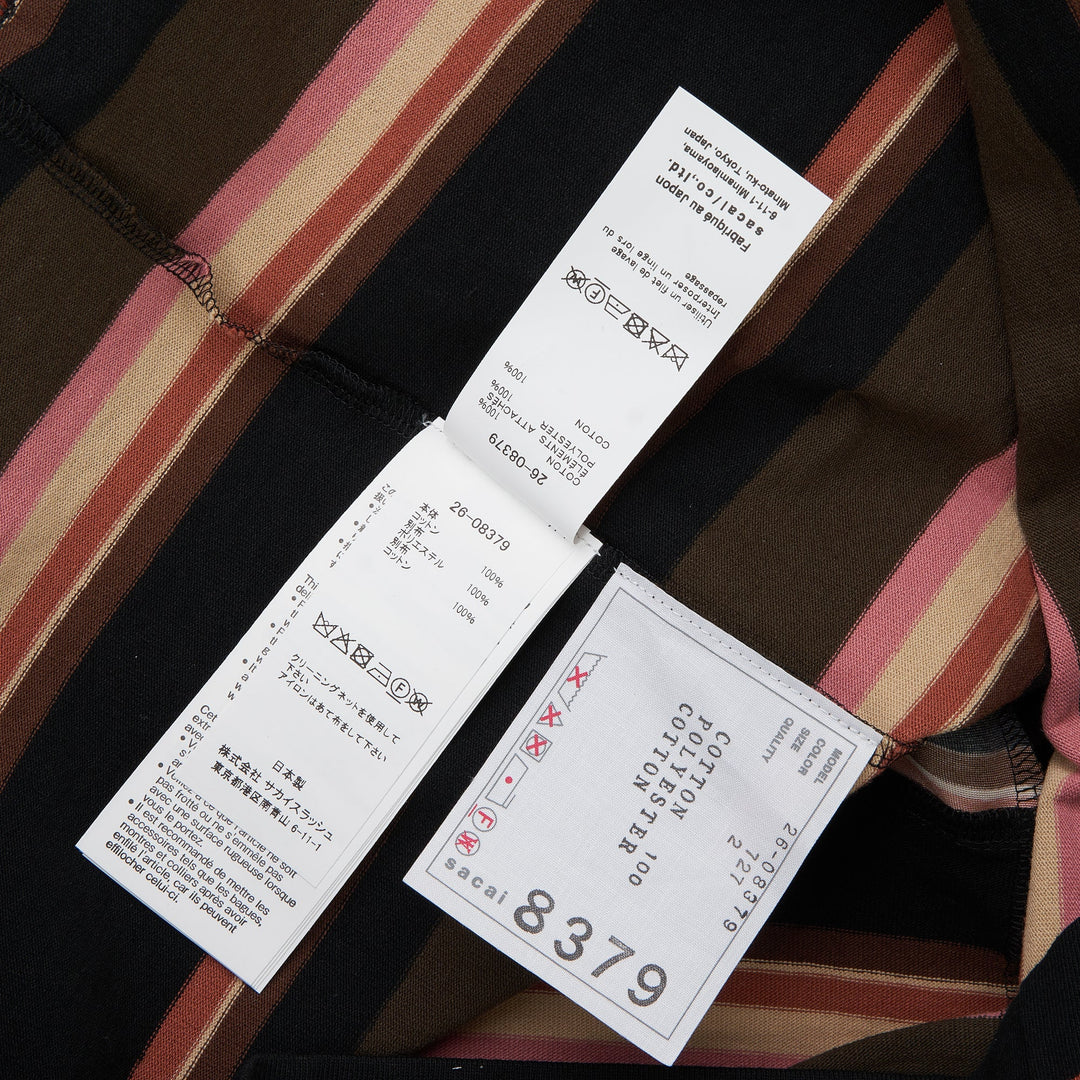 6-11-1 Minamiaoyama,
Minato-ku, Tokyo, Japan
sacai/co.,ltd.
Fabriqué au Japon
Utiliser un filet de lavage
Interposer un linge lors du
repassage
100%
100%
100%
COTON
ÉLÉMENTS ATTACHÉS
POLYESTER
COTON
26-08379
26-08379
本体
コットン 100%
別布
ポリエステル 100%
別布
コットン 100%
クリーニングネットを使用して
下さい
アイロンはあて布をして下さい
日本製
株式会社 サカイスラッシュ
東京都港区南青山 6-11-1
pas frotté ou ne s'emmêle pas
avec une surface rugueuse lorsque
vous le portez.
• Il est recommandé de mettre les
accessoires tels que les bagues,
montres et colliers après avoir
enfilé l'article, car ils peuvent
effilocher celui-ci.
MODEL 26-08379
COLOR 727
SIZE 2
QUALITY
COTTON
POLYESTER 100
COTTON
sacai
8379